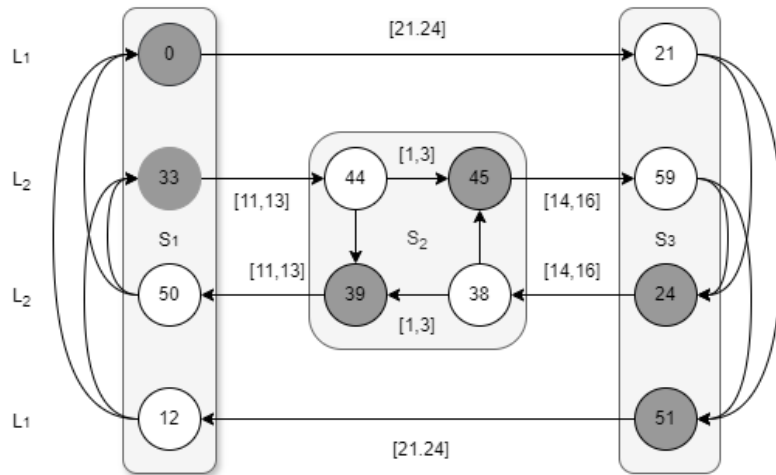 [21.24]
L1 0 21
[1,3]
L2 33 44 45 59
[11,13] [14,16]
S1 S2 S3
[11,13] [14,16]
L2 50 39 38 24
[1,3]
L1 12 51
[21.24]